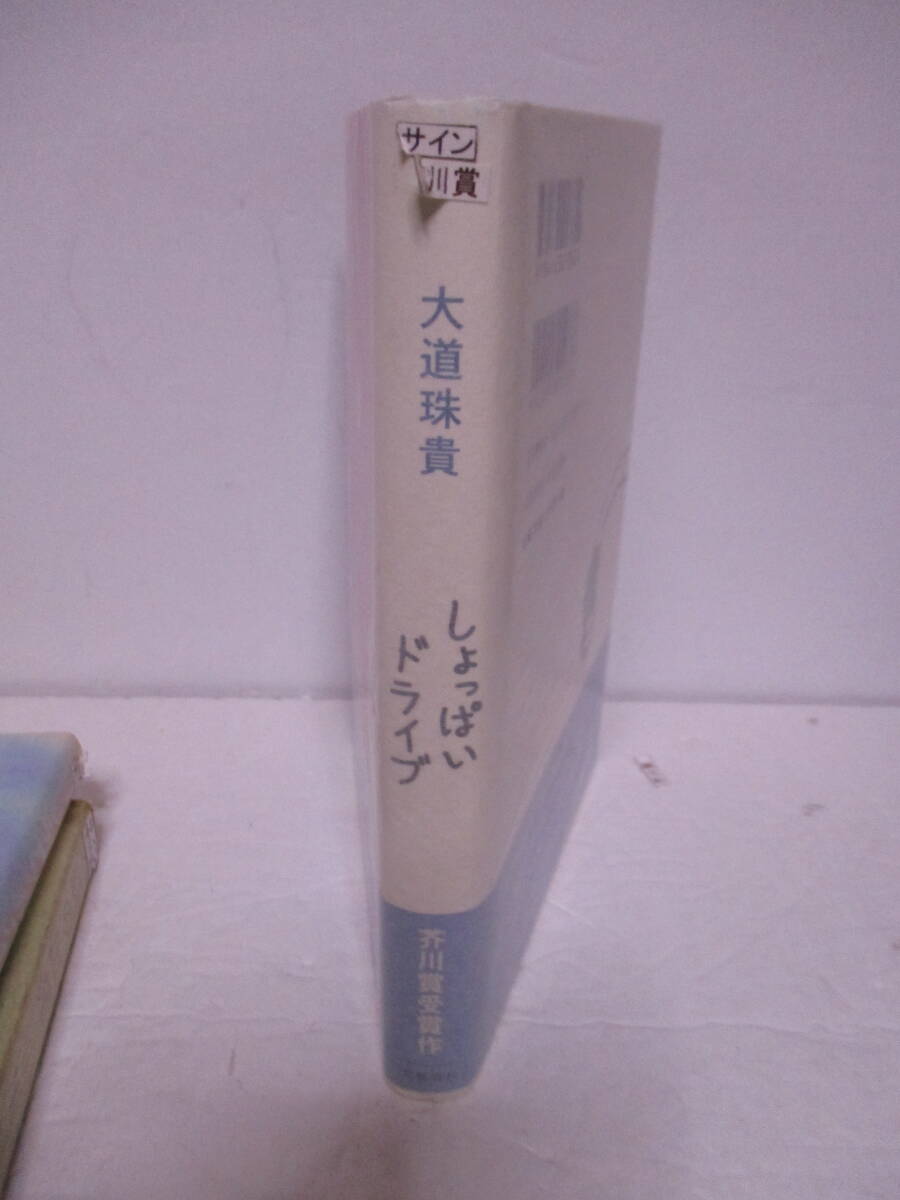 サイン
川賞
大道珠貴
しょっぱい
ドライブ
芥川賞受賞作